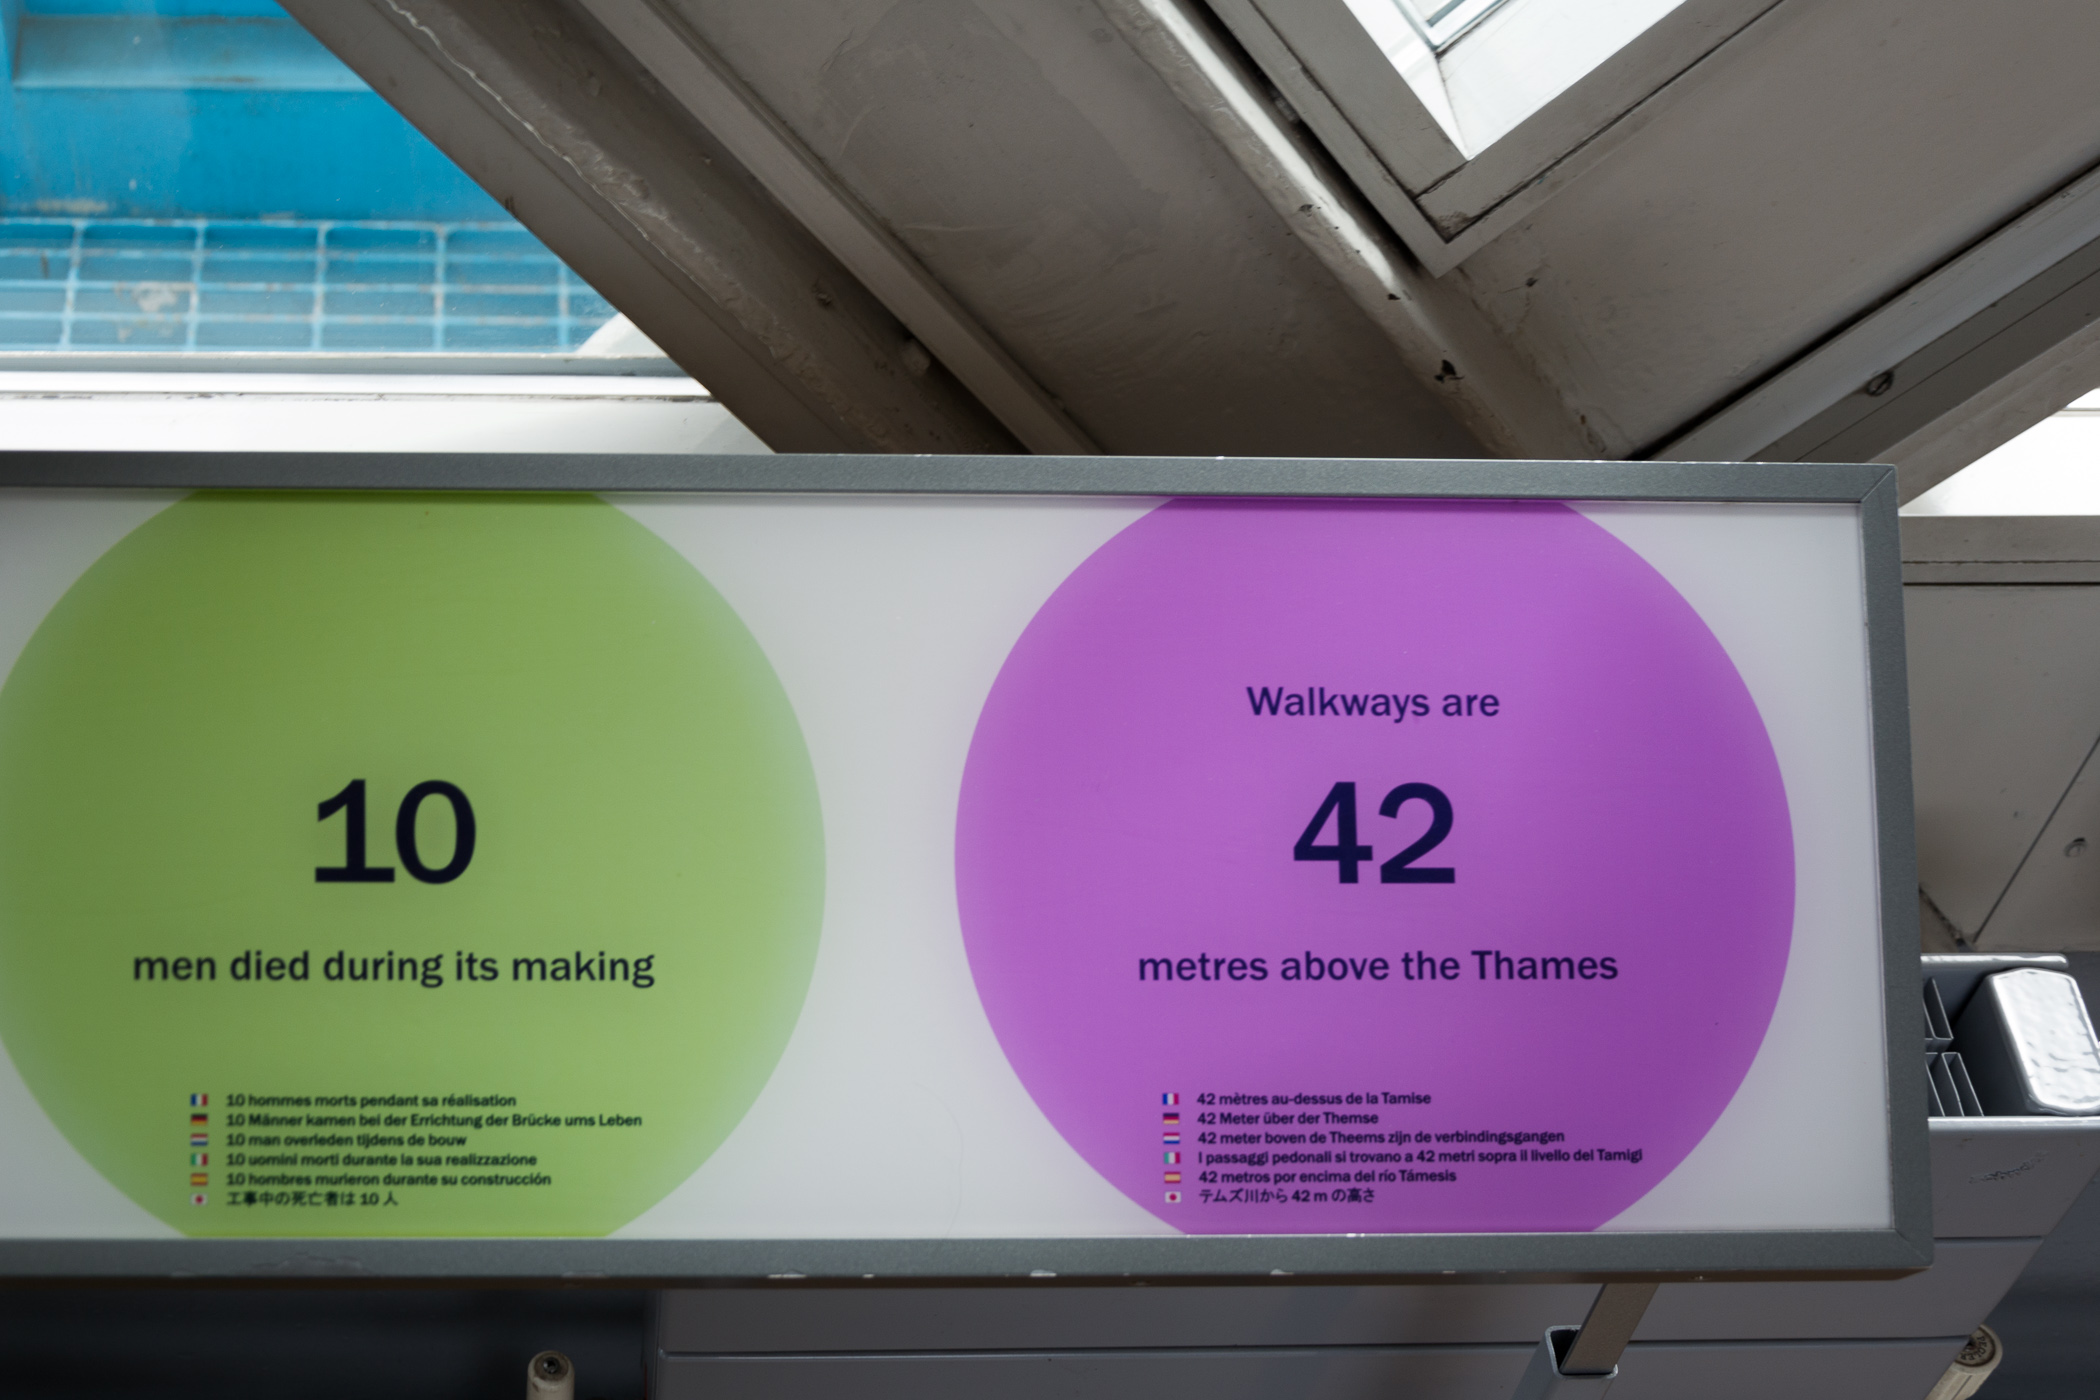 10
men died during its making
10 hommes morts pendant sa réalisation
10 Männer kamen bei der Errichtung der Brücke ums Leben
10 man overleden tijdens de bouw
10 uomini morti durante la sua realizzazione
10 hombres murieron durante su construcción
工事中の死亡者は 10 人
Walkways are
42
metres above the Thames
42 mètres au-dessus de la Tamise
42 Meter über der Themse
42 meter boven de Theems zijn de verbindingsgangen
I passaggi pedonali si trovano a 42 metri sopra il livello del Tamigi
42 metros por encima del río Támesis
テムズ川から 42 m の高さ